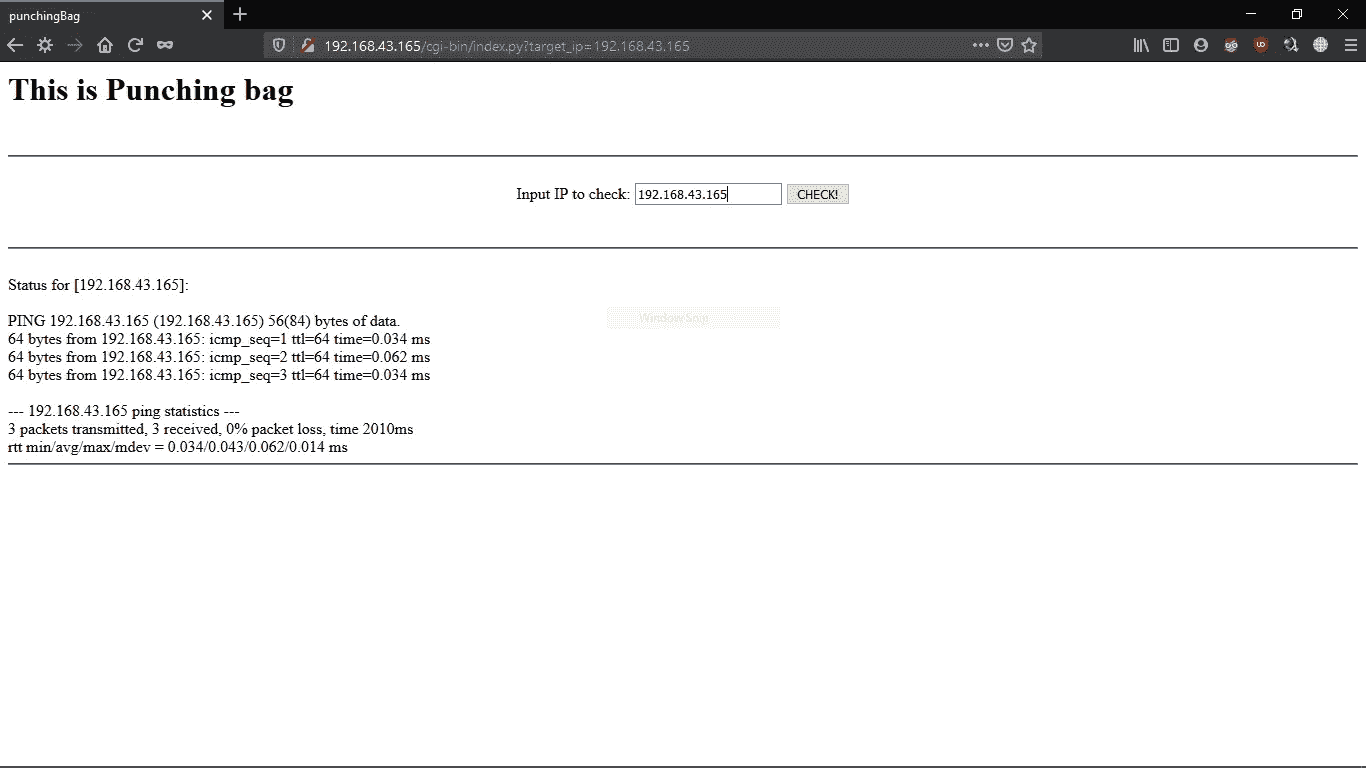 punchingBag
192.168.43.165/cgi-bin/index.py?target_ip=192.168.43.165
This is Punching bag
Input IP to check: 192.168.43.165 CHECK!
Status for [192.168.43.165]:
PING 192.168.43.165 (192.168.43.165) 56(84) bytes of data.
Window Snip
64 bytes from 192.168.43.165: icmp_seq=1 ttl=64 time=0.034 ms
64 bytes from 192.168.43.165: icmp_seq=2 ttl=64 time=0.062 ms
64 bytes from 192.168.43.165: icmp_seq=3 ttl=64 time=0.034 ms
--- 192.168.43.165 ping statistics ---
3 packets transmitted, 3 received, 0% packet loss, time 2010ms
rtt min/avg/max/mdev = 0.034/0.043/0.062/0.014 ms